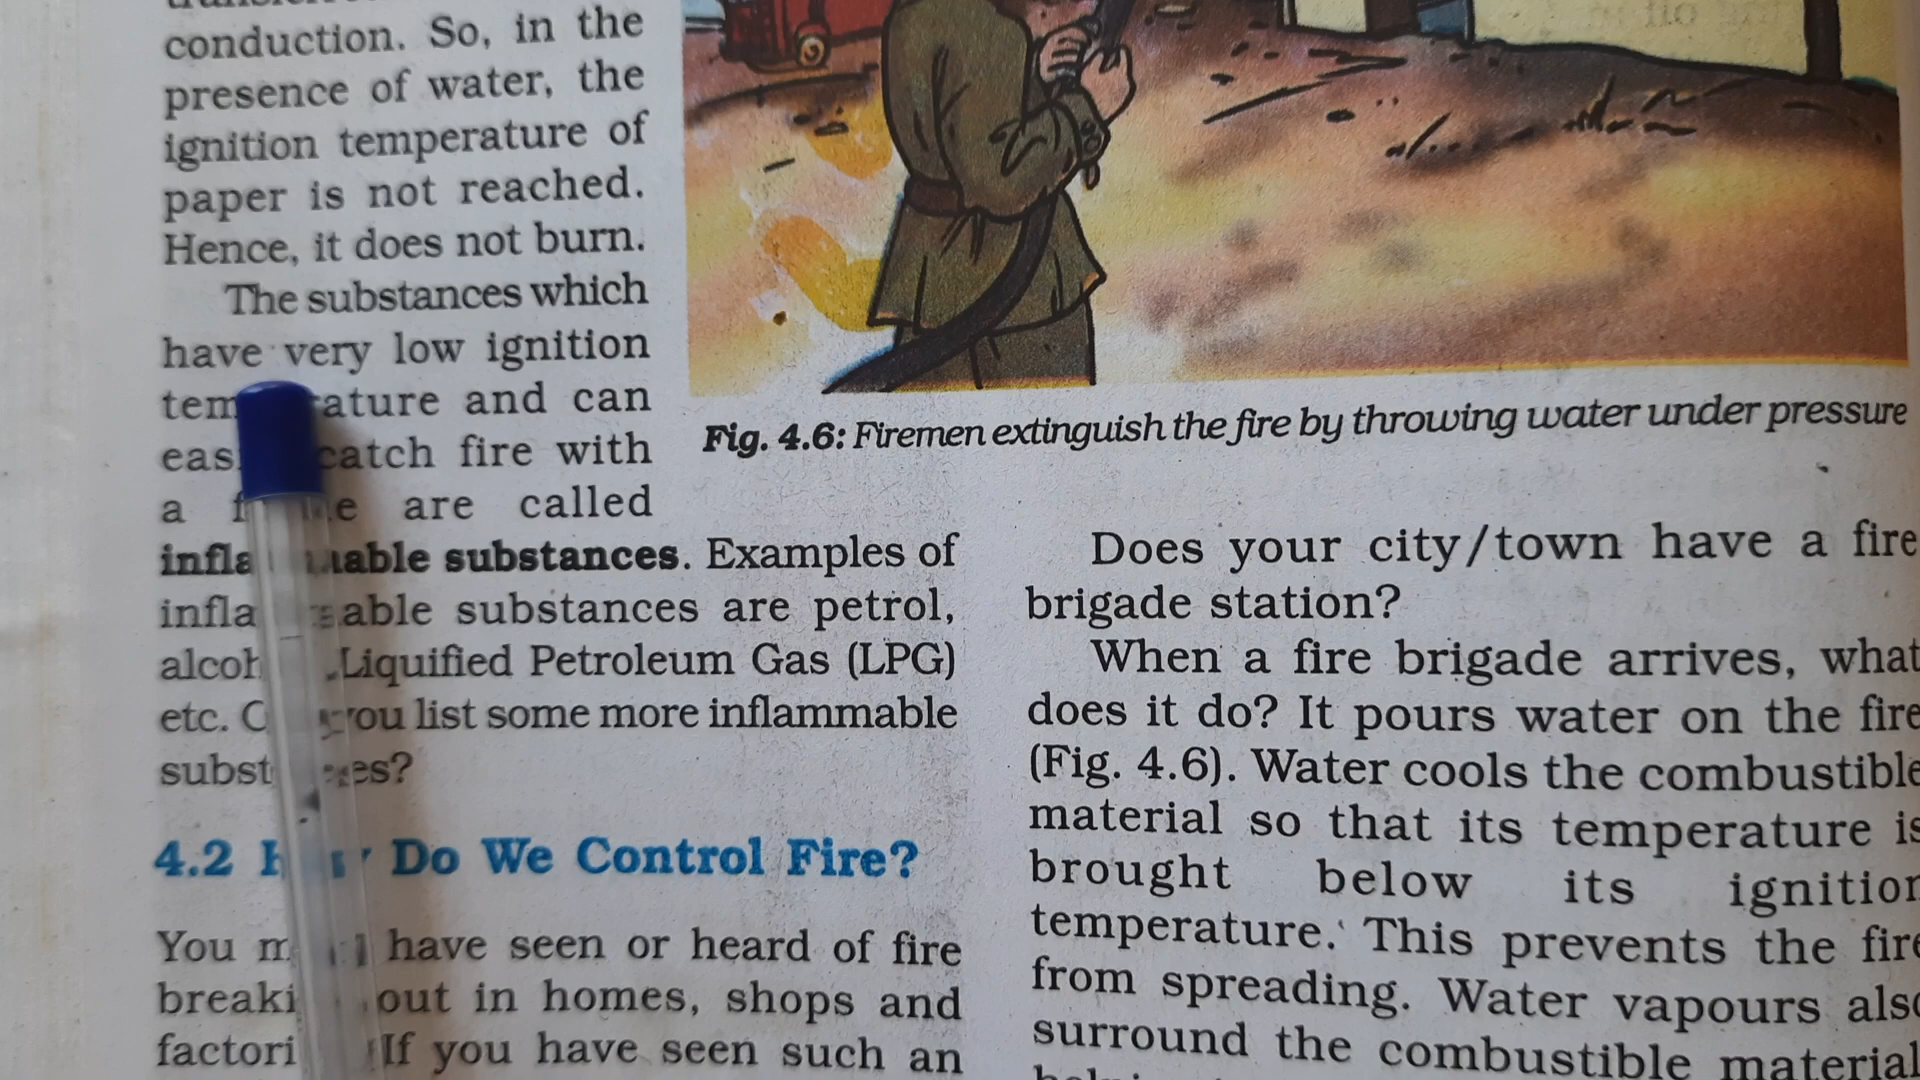 conduction. So, in the
presence of water, the
ignition temperature of
paper is not reached.
Hence, it does not burn.
The substances which
have very low ignition
and can
catch fire with
a are called
substances. Examples of
substances are petrol,
Liquified Petroleum Gas (LPG)
etc. you list some more inflammable
4.2 Do We Control Fire?
You have seen or heard of fire
out in homes, shops and
If you have seen such an
Fig. 4.6: Firemen extinguish the fire by throwing water under pressure
Does your city/town have a fire
brigade station?
When a fire brigade arrives, what
does it do? It pours water on the fire
(Fig. 4.6). Water cools the combustible
material so that its temperature is
brought below its ignition
temperature. This prevents the fire
from spreading. Water vapours also
surround the combustible material